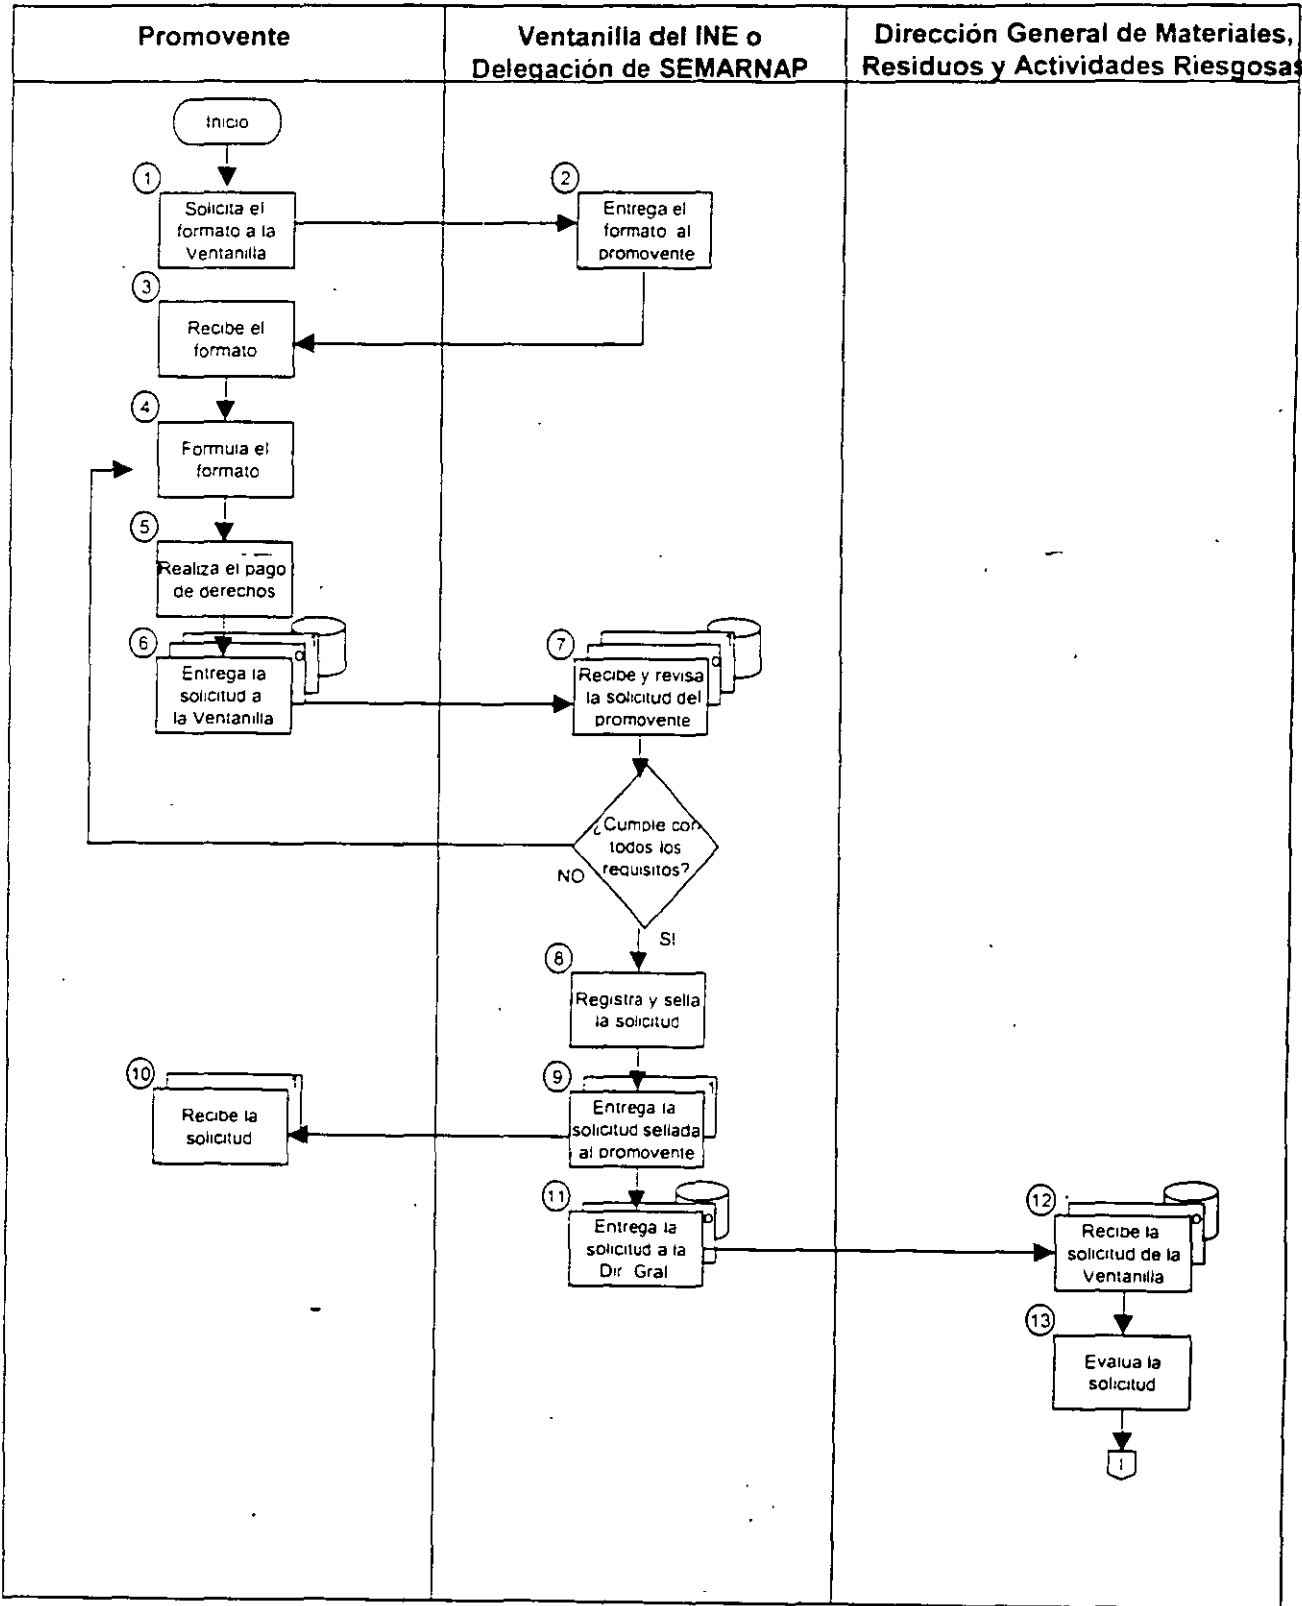 Promovente
Ventanilla del INE o
Delegación de SEMARNAP
Dirección General de Materiales,
Residuos y Actividades Riesgosas
Inicio
1
Solicita el
formato a la
Ventanilla
2
Entrega el
formato al
promovente
3
Recibe el
formato
4
Formula el
formato
5
Realiza el pago
de derechos
6
Entrega la
solicitud a
la Ventanilla
1
o
7
Recibe y revisa
la solicitud del
promovente
1
o
¿Cumple con
todos los
requisitos?
NO
SI
8
Registra y sella
la solicitud
9
Entrega la
solicitud sellada
al promovente
1
10
Recibe la
solicitud
1
11
Entrega la
solicitud a la
Dir Gral
o
12
Recibe la
solicitud de la
Ventanilla
o
13
Evalua la
solicitud
1